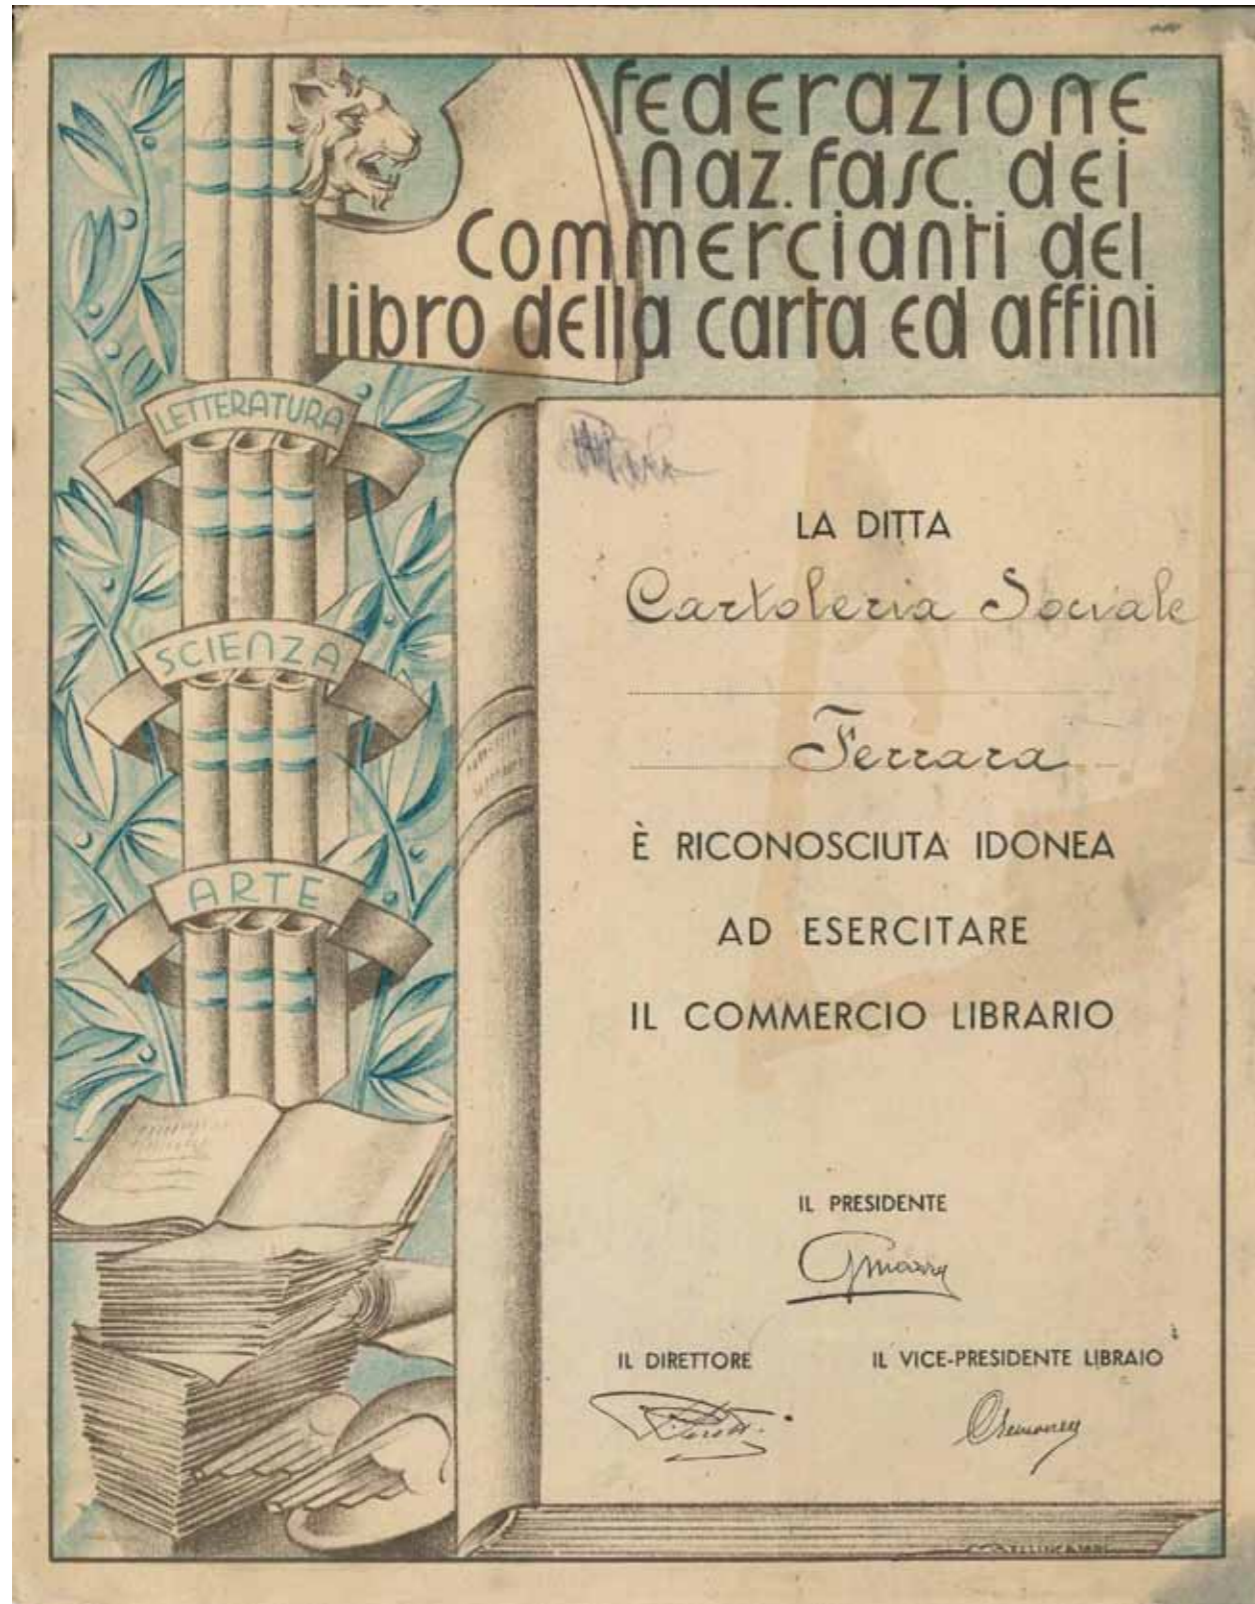 federazione
Naz. fasc. dei
Commercianti del
libro della carta ed affini
LETTERATURA
SCIENZA
ARTE
LA DITTA
Cartoleria Sociale
Ferrara
È RICONOSCIUTA IDONEA
AD ESERCITARE
IL COMMERCIO LIBRARIO
IL PRESIDENTE
IL DIRETTORE
IL VICE-PRESIDENTE LIBRAIO